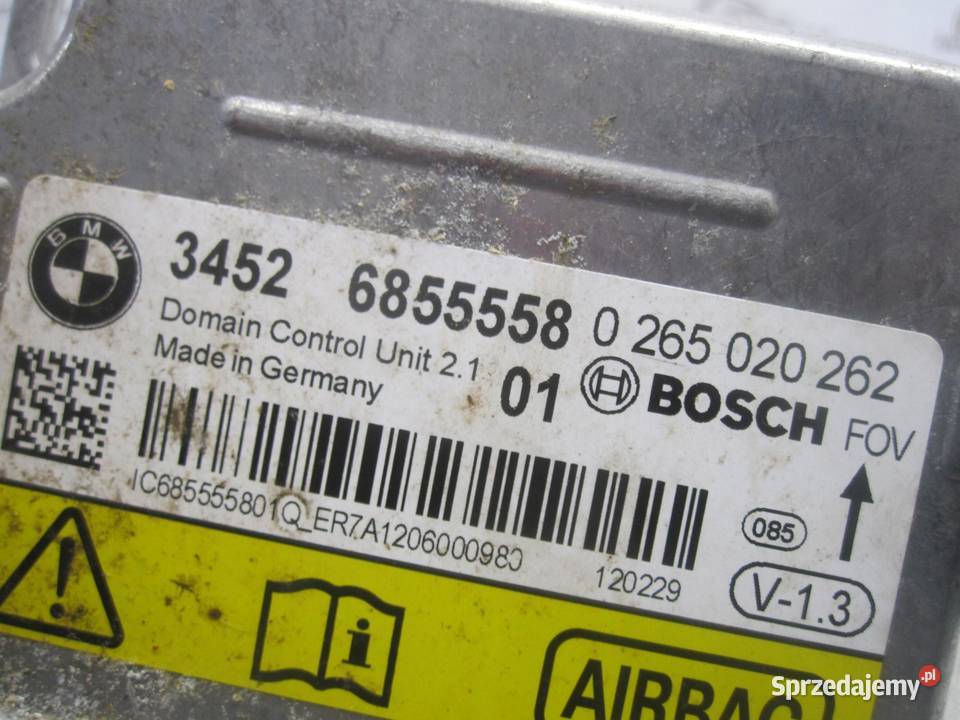 BMW
3452 6855558 0 265 020 262
Domain Control Unit 2.1
Made in Germany
01 BOSCH FOV
IC685555801Q_ER7A1206000980
120229
085
V-1.3
AIRBAG
Sprzedajemy.pl